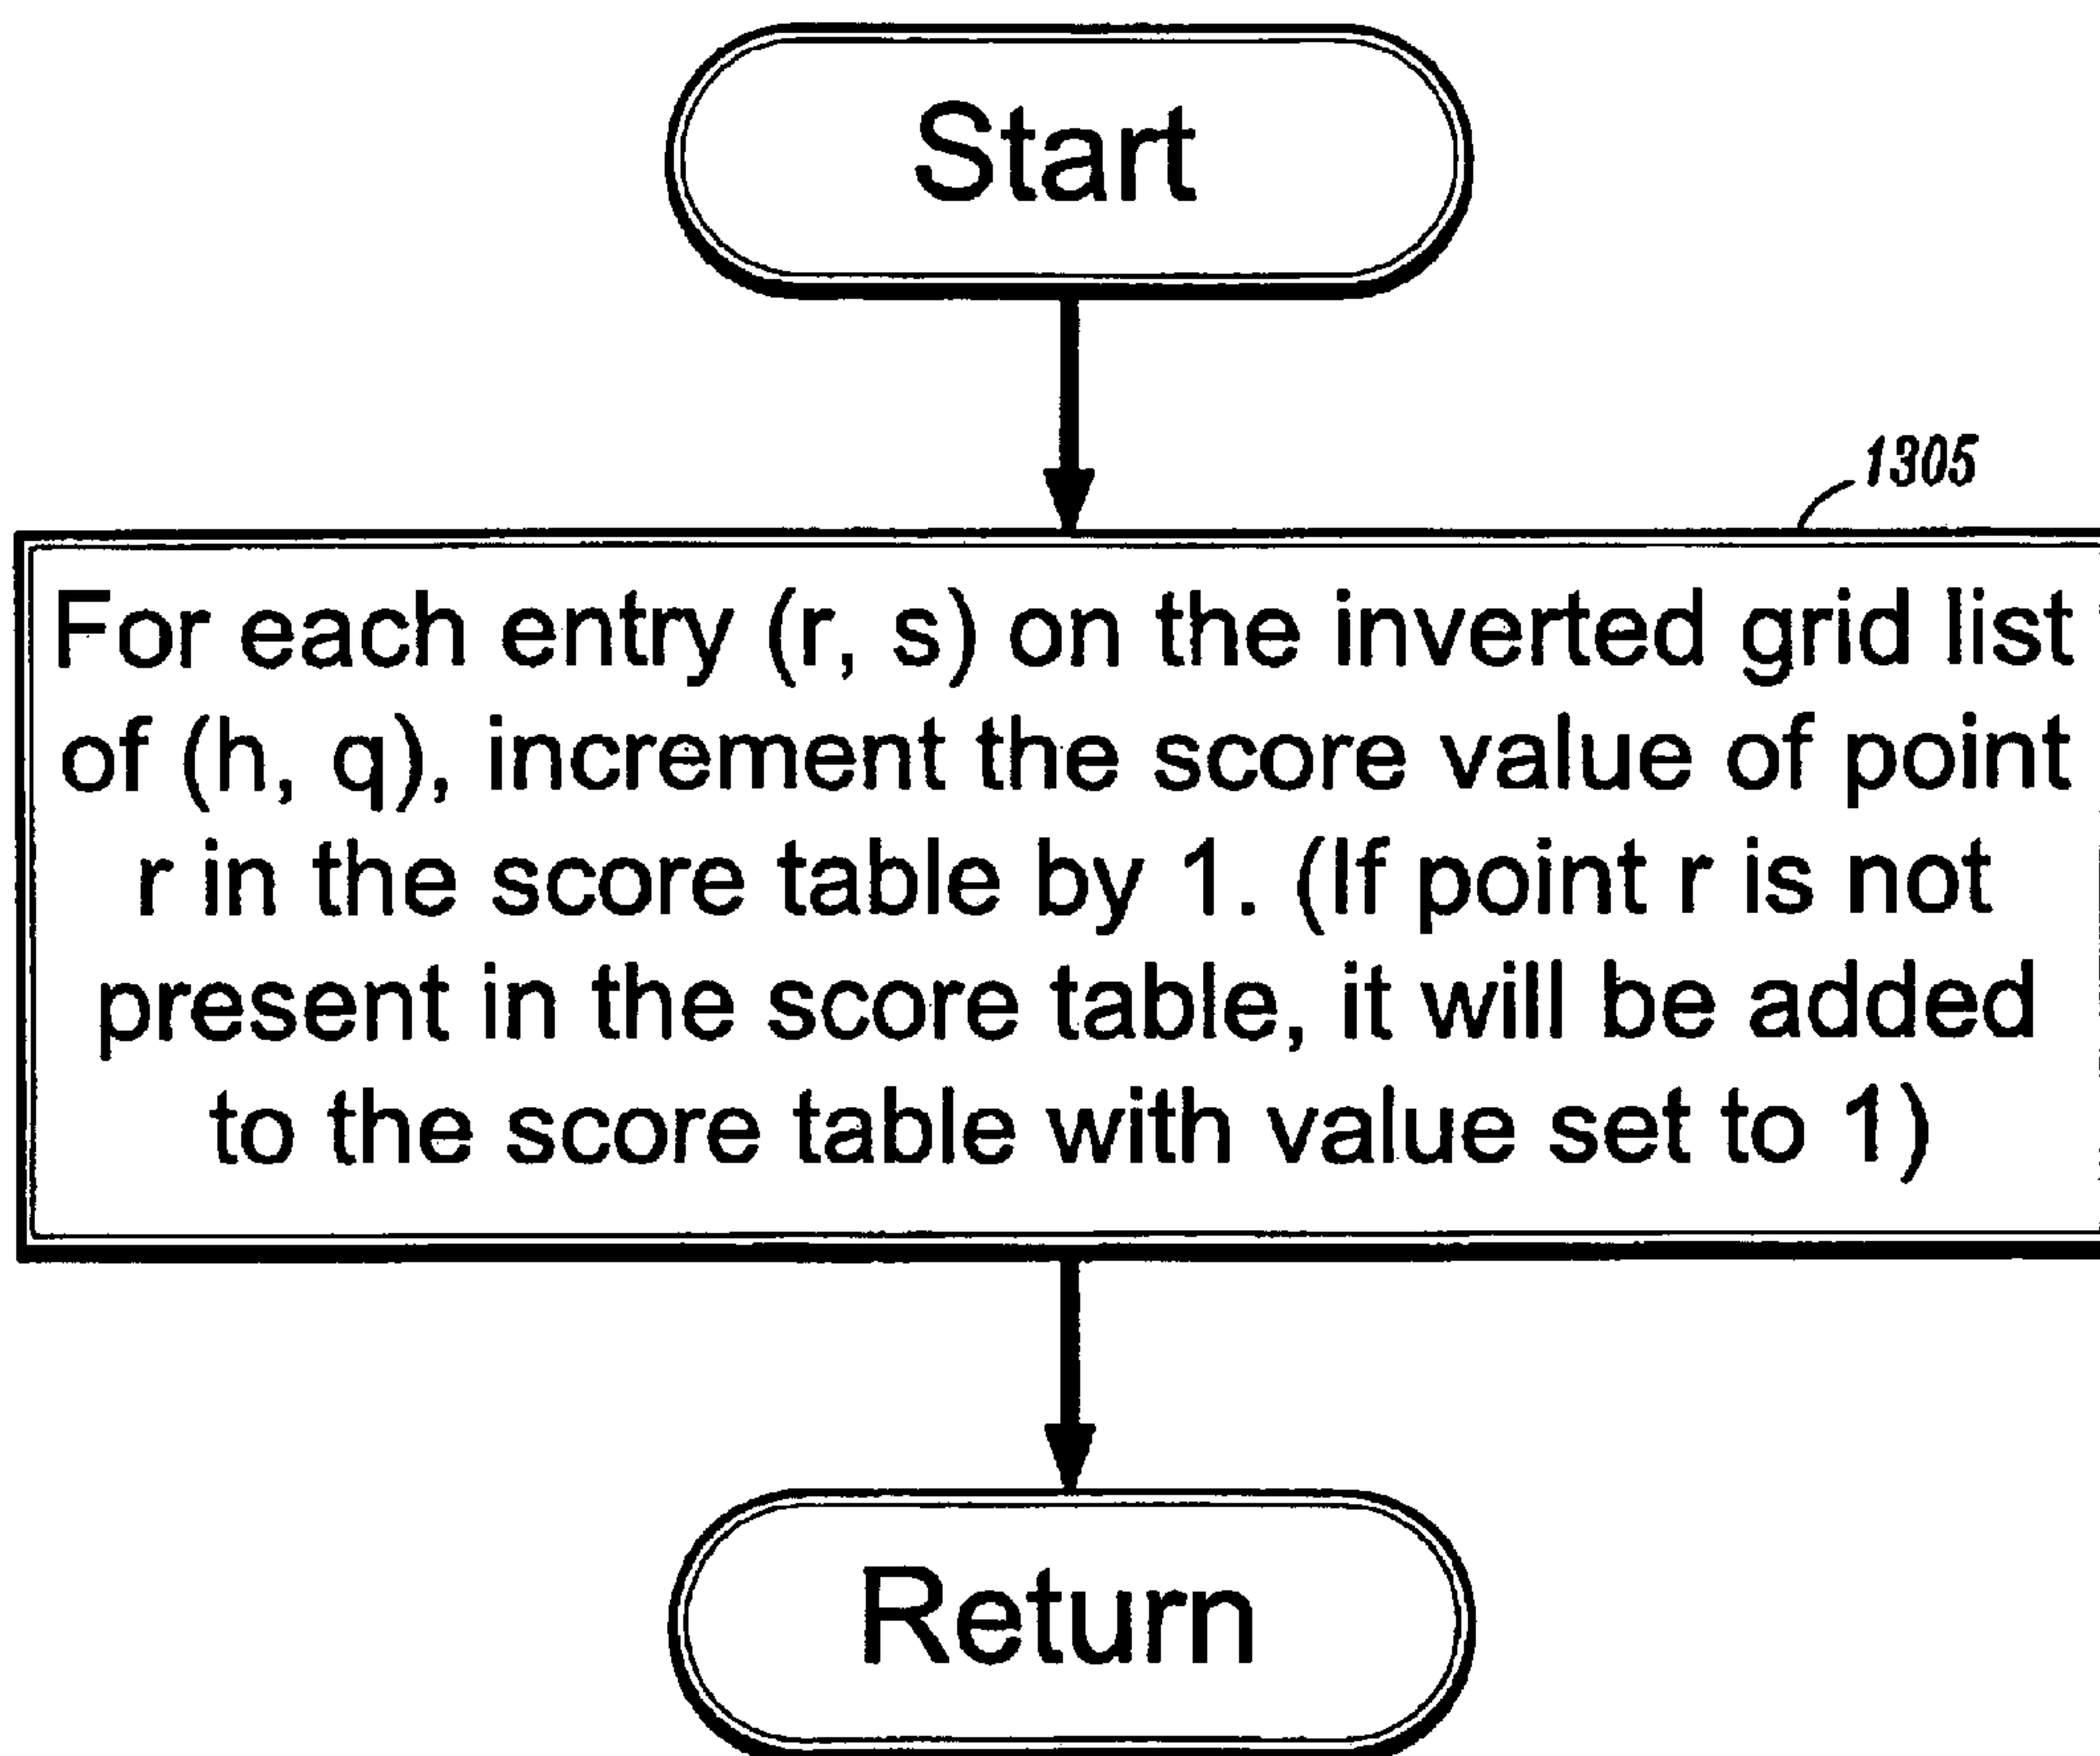 Start
1305
For each entry (r, s) on the inverted grid list
of (h, q), increment the score value of point
r in the score table by 1. (If point r is not
present in the score table, it will be added
to the score table with value set to 1)
Return